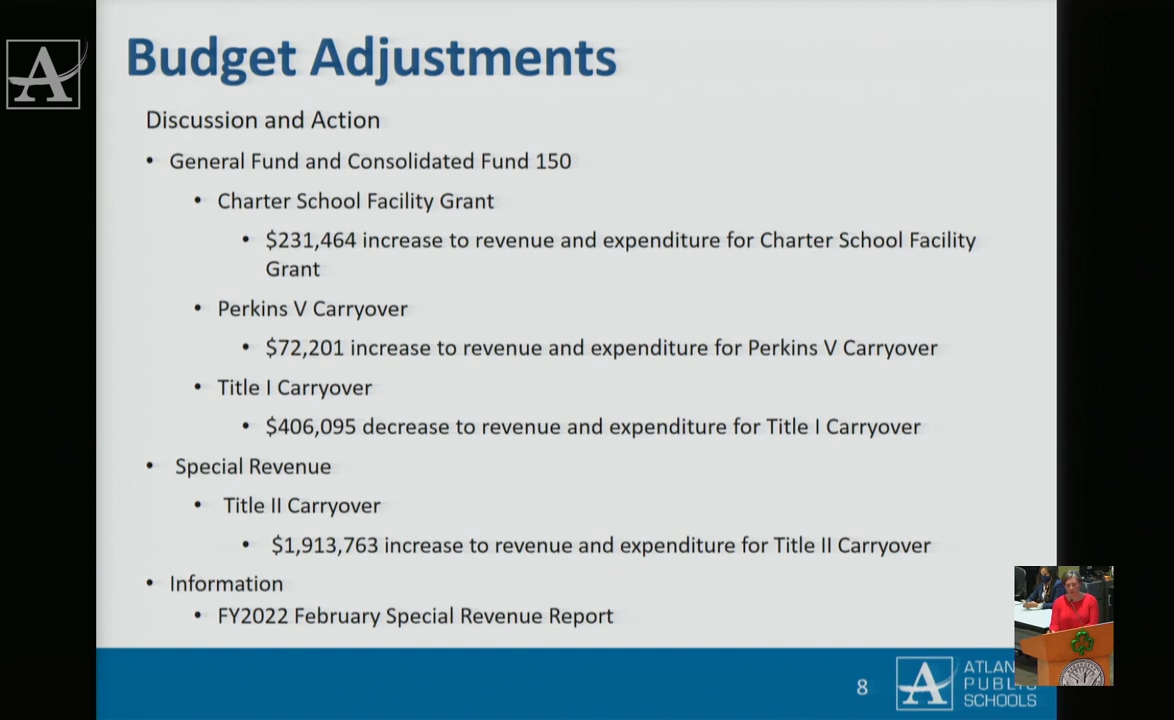 Budget Adjustments
Discussion and Action
• General Fund and Consolidated Fund 150
• Charter School Facility Grant
• $231,464 increase to revenue and expenditure for Charter School Facility
Grant
• Perkins V Carryover
• $72,201 increase to revenue and expenditure for Perkins V Carryover
• Title I Carryover
• $406,095 decrease to revenue and expenditure for Title I Carryover
• Special Revenue
• Title II Carryover
• $1,913,763 increase to revenue and expenditure for Title II Carryover
• Information
• FY2022 February Special Revenue Report
8
ATLAN
PUBLIC
SCHOOLS